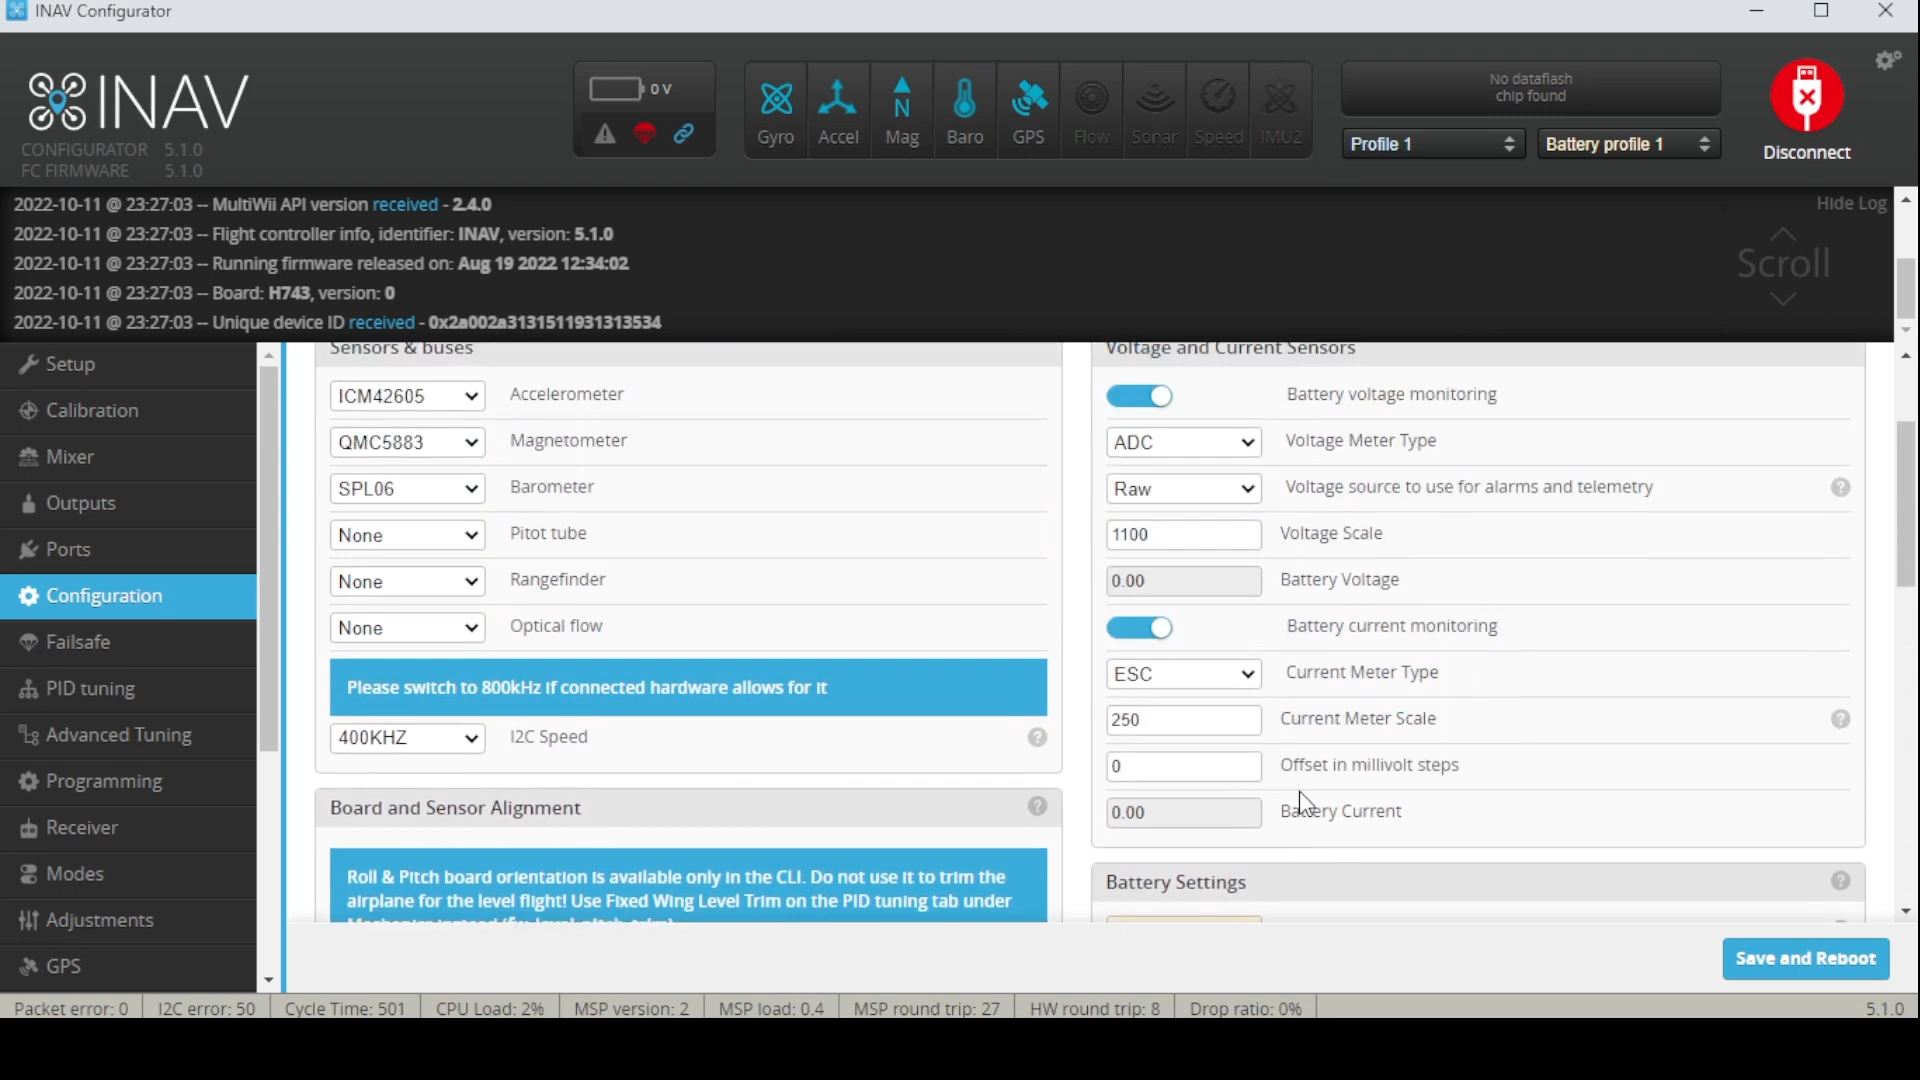 INAV Configurator
INAV
CONFIGURATOR 5.1.0
FC FIRMWARE 5.1.0
0 V
Gyro
Accel
Mag
Baro
GPS
Flow
Sonar
Speed
IMU2
No dataflash
chip found
Profile 1
Battery profile 1
Disconnect
2022-10-11 @ 23:27:03 -- MultiWii API version received - 2.4.0
Hide Log
2022-10-11 @ 23:27:03 -- Flight controller info, identifier: INAV, version: 5.1.0
2022-10-11 @ 23:27:03 -- Running firmware released on: Aug 19 2022 12:34:02
Scroll
2022-10-11 @ 23:27:03 -- Board: H743, version: 0
2022-10-11 @ 23:27:03 -- Unique device ID received - 0x2a002a3131511931313534
Setup
Calibration
Mixer
Outputs
Ports
Configuration
Failsafe
PID tuning
Advanced Tuning
Programming
Receiver
Modes
Adjustments
GPS
Sensors & buses
ICM42605 Accelerometer
QMC5883 Magnetometer
SPL06 Barometer
None Pitot tube
None Rangefinder
None Optical flow
Please switch to 800kHz if connected hardware allows for it
400KHZ I2C Speed
Board and Sensor Alignment
Roll & Pitch board orientation is available only in the CLI. Do not use it to trim the
airplane for the level flight! Use Fixed Wing Level Trim on the PID tuning tab under
Voltage and Current Sensors
Battery voltage monitoring
ADC Voltage Meter Type
Raw Voltage source to use for alarms and telemetry
1100 Voltage Scale
0.00 Battery Voltage
Battery current monitoring
ESC Current Meter Type
250 Current Meter Scale
0 Offset in millivolt steps
0.00 Battery Current
Battery Settings
Save and Reboot
Packet error: 0
I2C error: 50
Cycle Time: 501
CPU Load: 2%
MSP version: 2
MSP load: 0.4
MSP round trip: 27
HW round trip: 8
Drop ratio: 0%
5.1.0